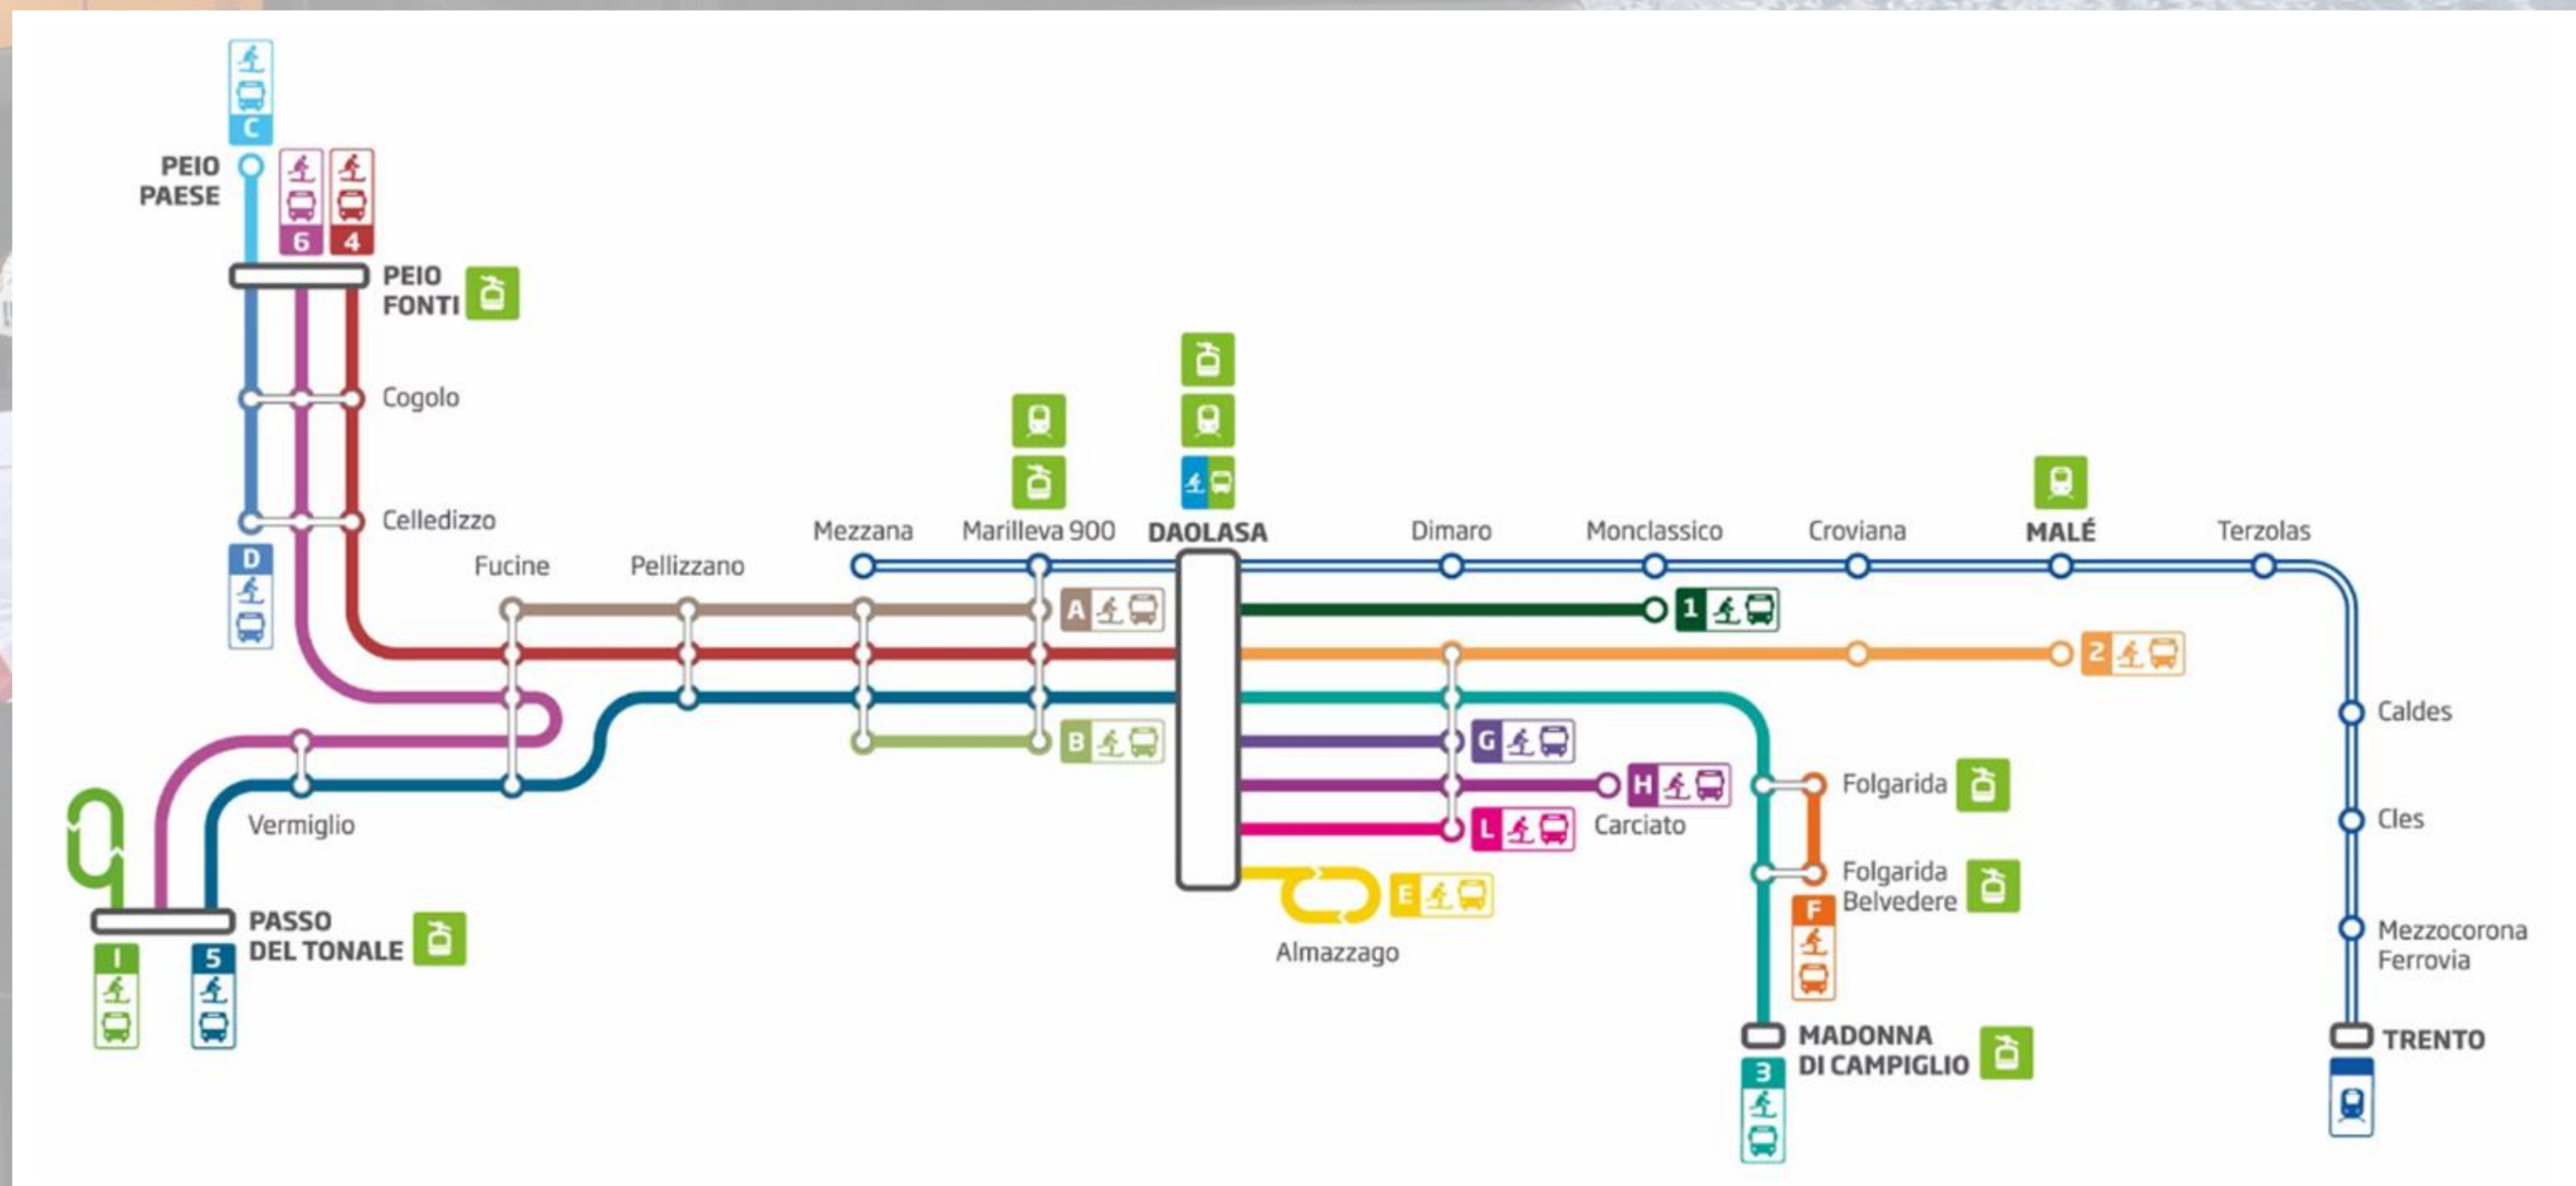 C
PEIO
PAESE
6
4
PEIO
FONTI
Cogolo
Celledizzo
D
Fucine
Pellizzano
Mezzana
Marilleva 900
DAOLASA
Dimaro
Monclassico
Croviana
MALÉ
Terzolas
A
1
2
B
G
H
L
Carciato
E
Almazzago
Vermiglio
PASSO
DEL TONALE
I
5
Folgarida
Folgarida
Belvedere
F
MADONNA
DI CAMPIGLIO
3
Caldes
Cles
Mezzocorona
Ferrovia
TRENTO